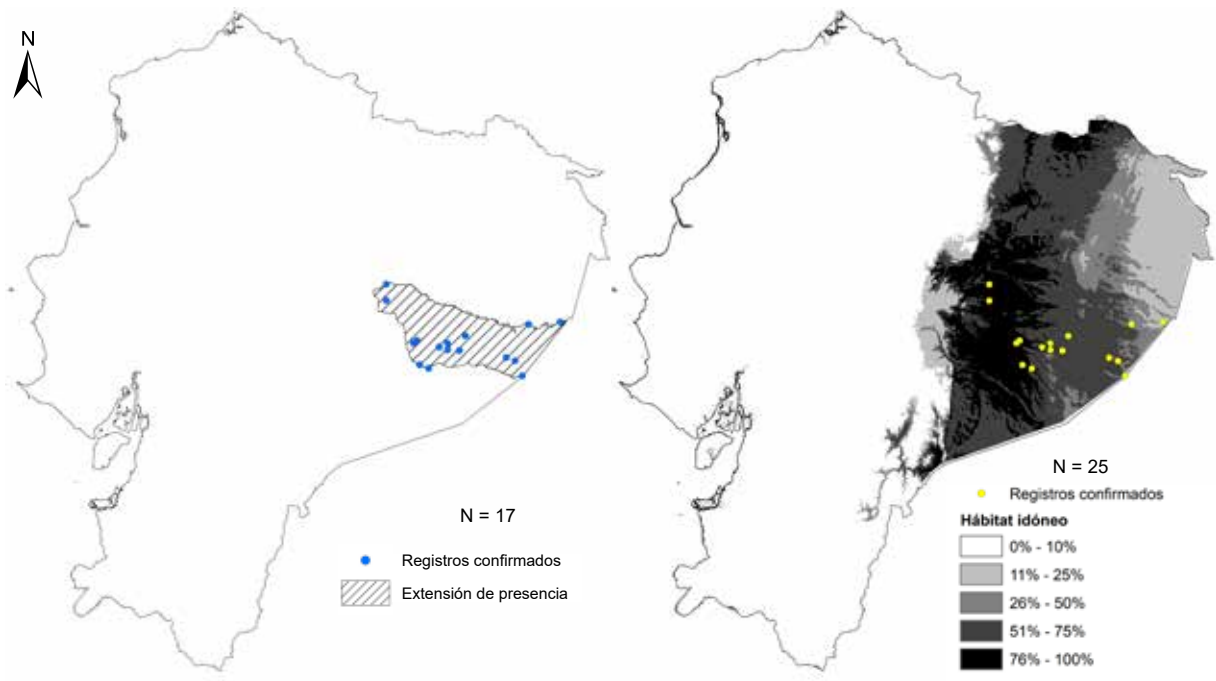 N
N = 17
Registros confirmados
Extensión de presencia
N = 25
Registros confirmados
Hábitat idóneo
0% - 10%
11% - 25%
26% - 50%
51% - 75%
76% - 100%